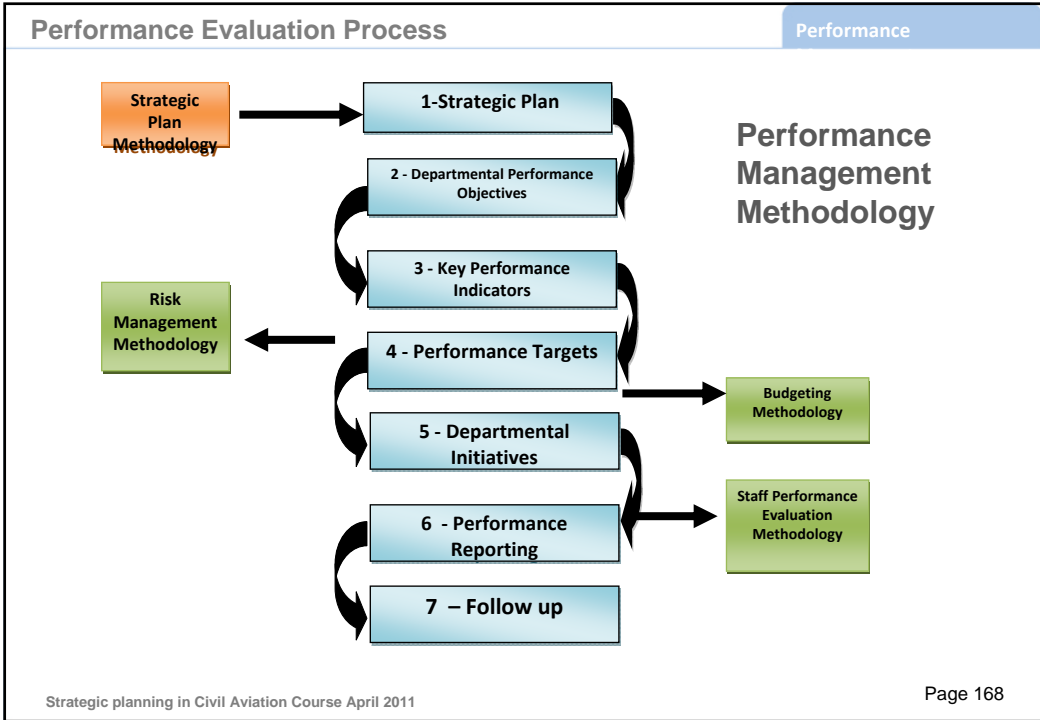 Performance Evaluation Process
Performance
Strategic
Plan
Methodology
1-Strategic Plan
Performance
Management
Methodology
2 - Departmental Performance
Objectives
3 - Key Performance
Indicators
Risk
Management
Methodology
4 - Performance Targets
Budgeting
Methodology
5 - Departmental
Initiatives
Staff Performance
Evaluation
Methodology
6 - Performance
Reporting
7 – Follow up
Strategic planning in Civil Aviation Course April 2011
Page 168